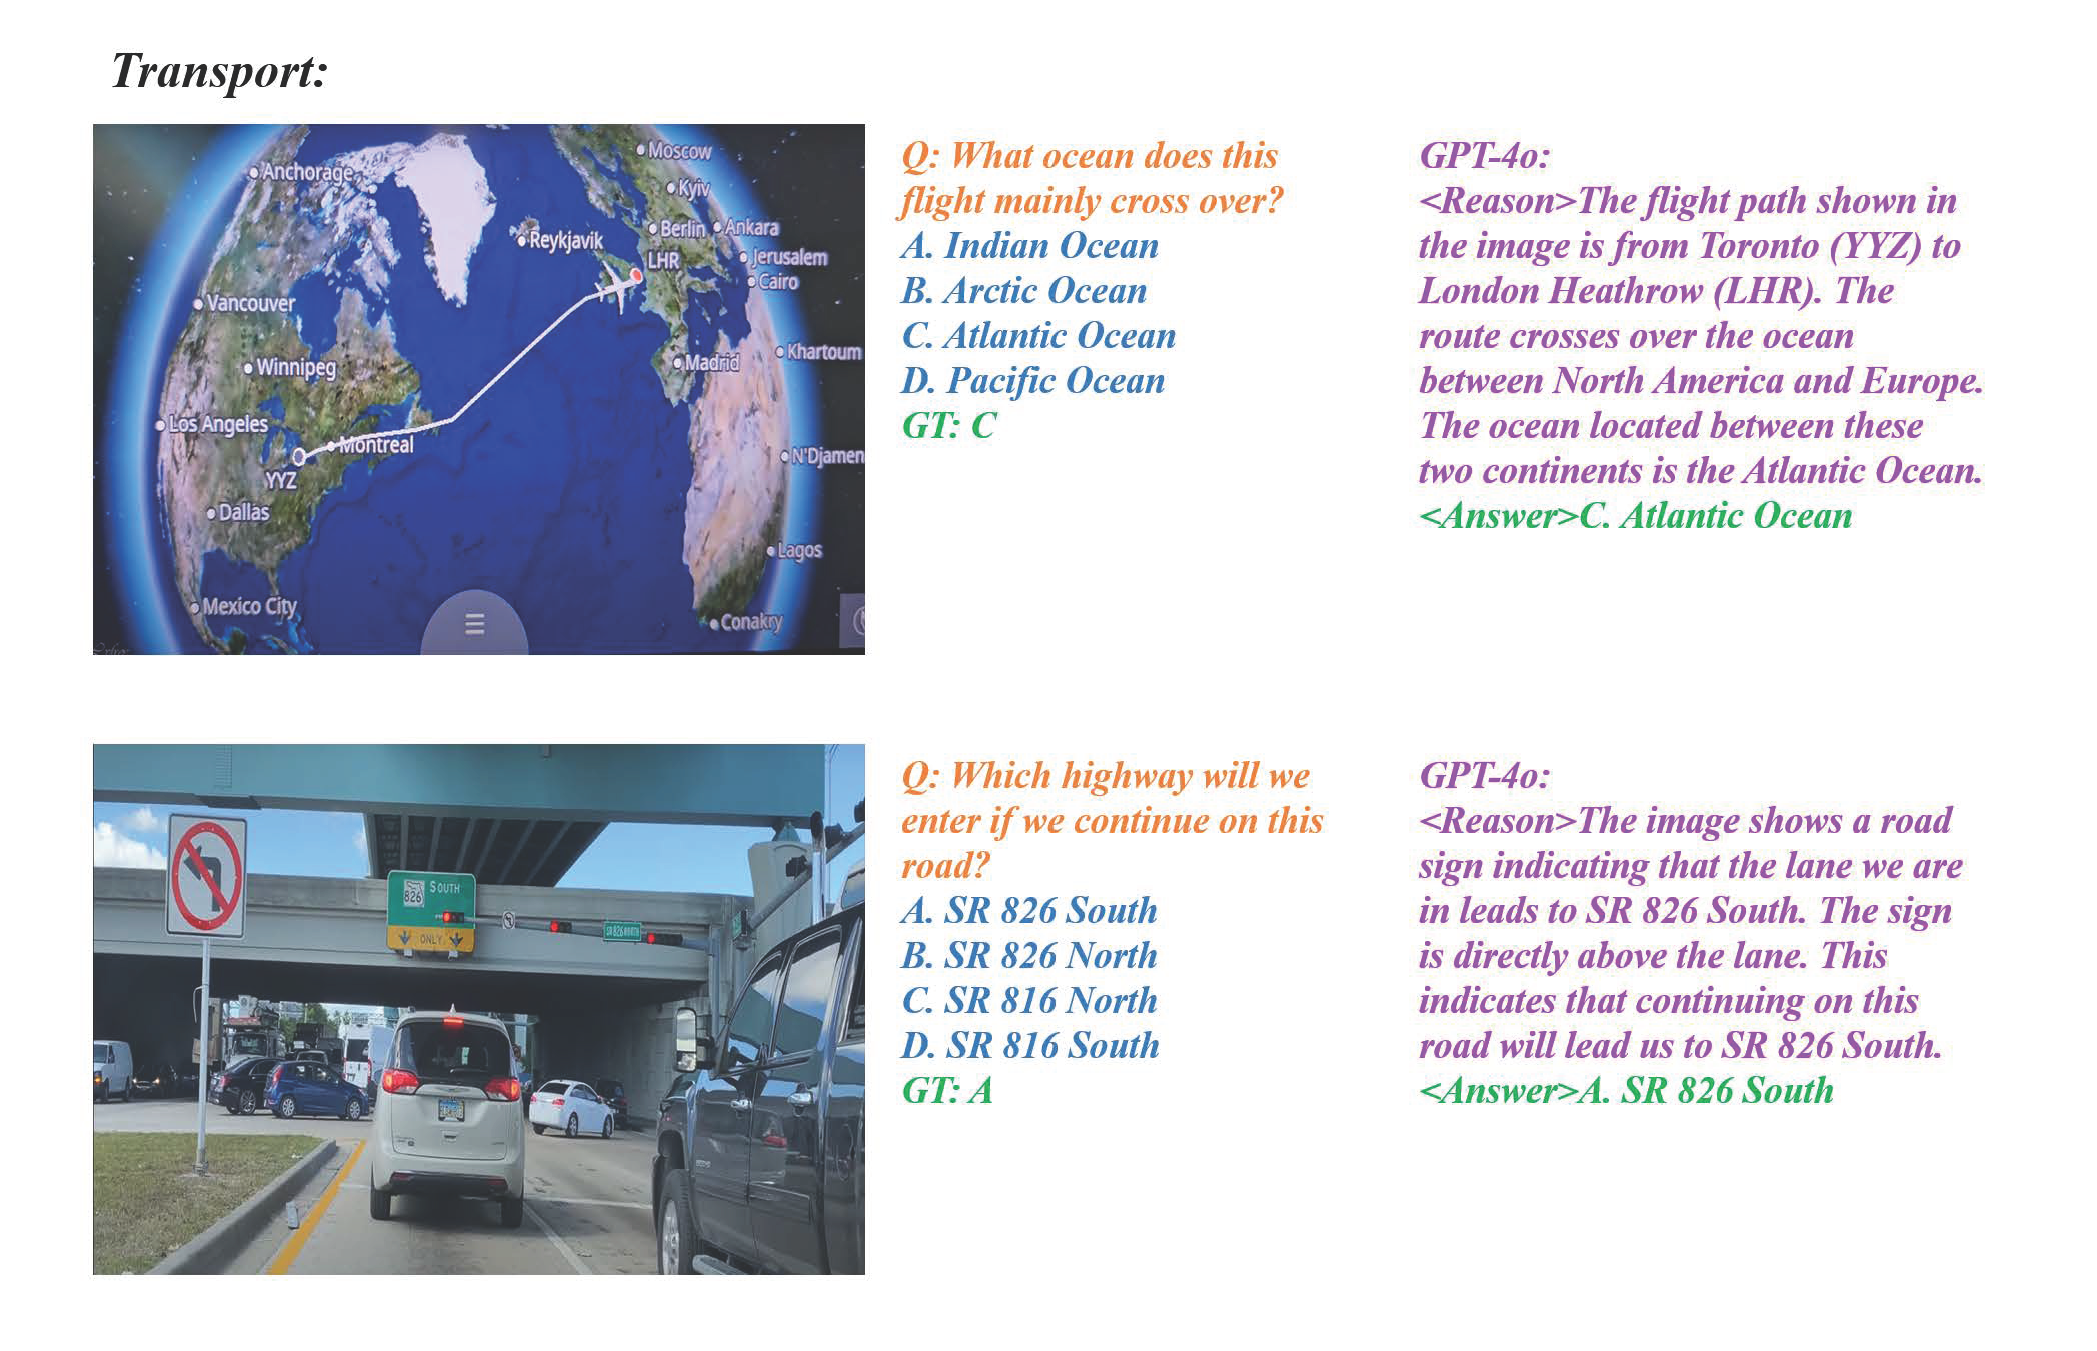 Transport:
Anchorage
Moscow
Kyiv
Berlin
Ankara
Reykjavik
LHR
Jerusalem
Cairo
Vancouver
Khartoum
Winnipeg
Madrid
Los Angeles
Montreal
N'Djamen
YYZ
Dallas
Lagos
Mexico City
Conakry
Q: What ocean does this
flight mainly cross over?
A. Indian Ocean
B. Arctic Ocean
C. Atlantic Ocean
D. Pacific Ocean
GT: C
GPT-4o:
<Reason>The flight path shown in
the image is from Toronto (YYZ) to
London Heathrow (LHR). The
route crosses over the ocean
between North America and Europe.
The ocean located between these
two continents is the Atlantic Ocean.
<Answer>C. Atlantic Ocean
826
SOUTH
ONLY
SR 826 NORTH
Q: Which highway will we
enter if we continue on this
road?
A. SR 826 South
B. SR 826 North
C. SR 816 North
D. SR 816 South
GT: A
GPT-4o:
<Reason>The image shows a road
sign indicating that the lane we are
in leads to SR 826 South. The sign
is directly above the lane. This
indicates that continuing on this
road will lead us to SR 826 South.
<Answer>A. SR 826 South